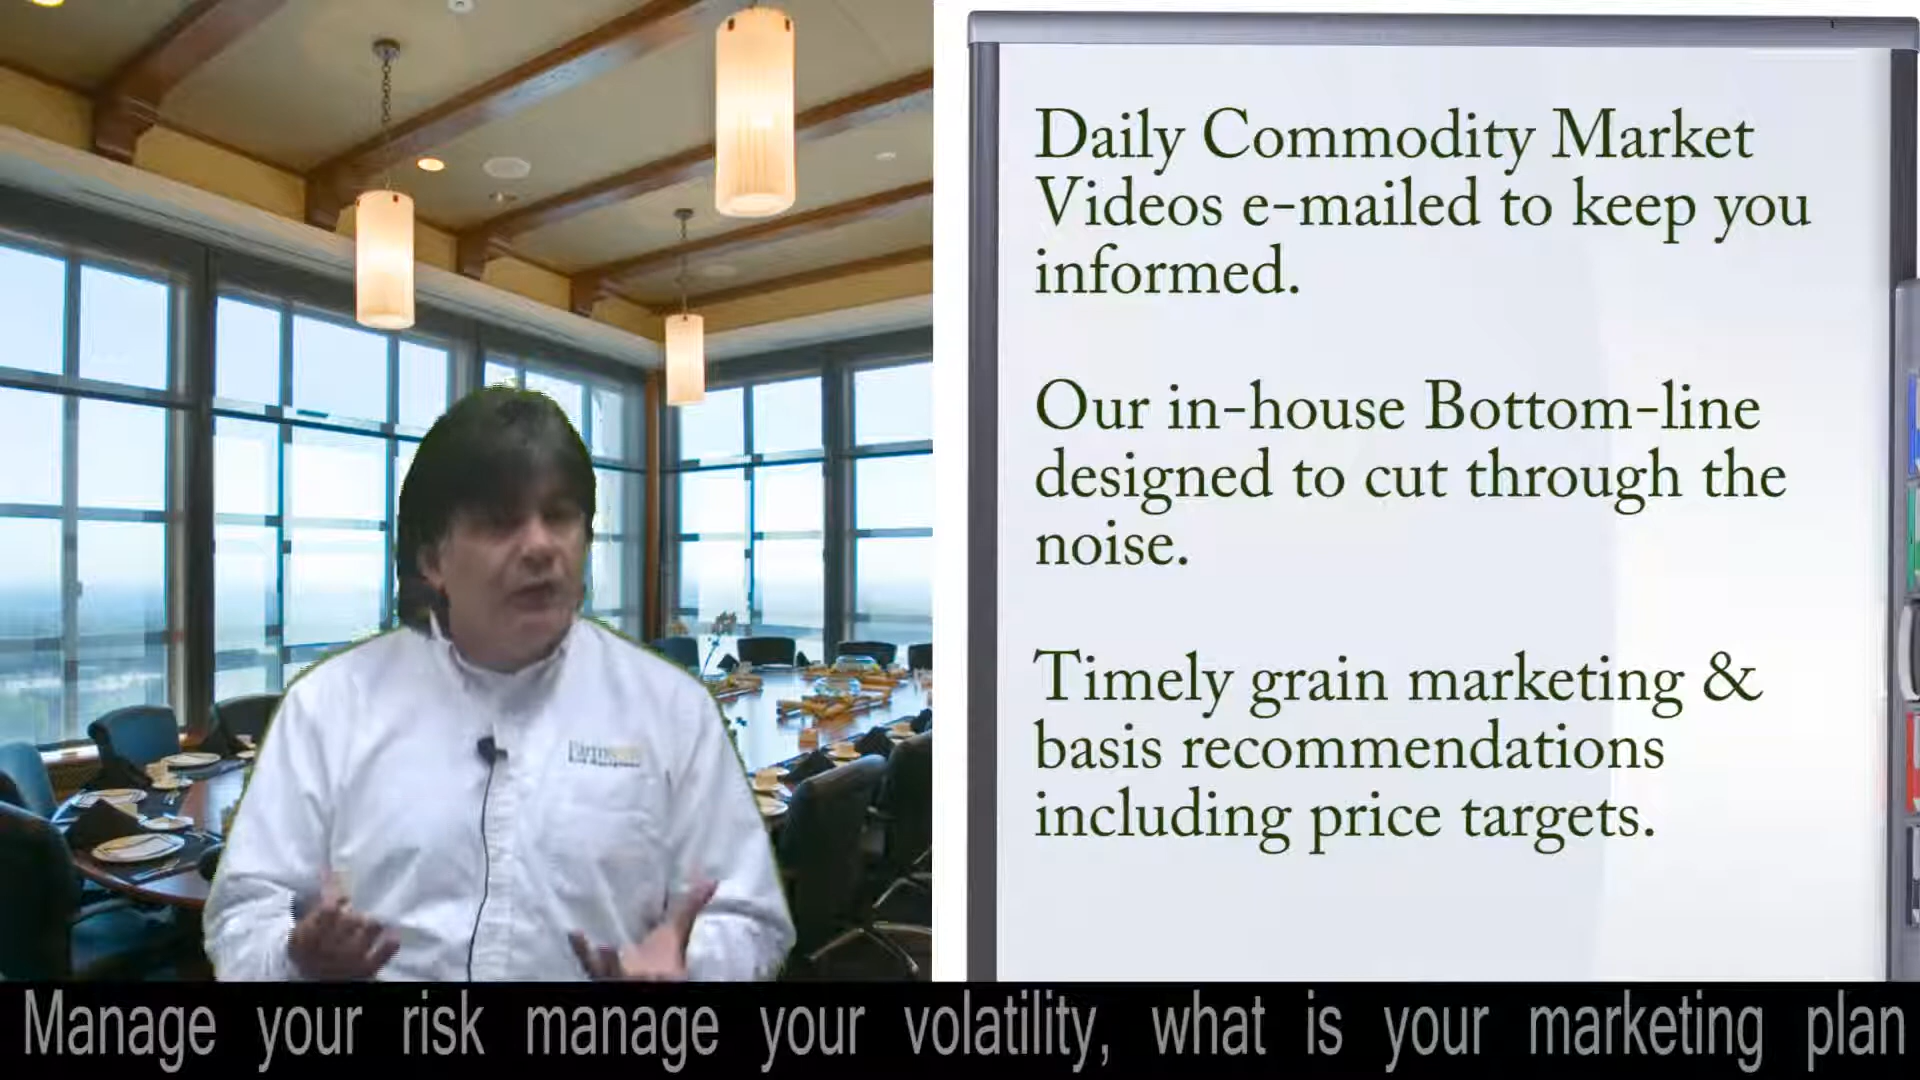 Daily Commodity Market
Videos e-mailed to keep you
informed.
Our in-house Bottom-line
designed to cut through the
noise.
Timely grain marketing &
basis recommendations
including price targets.
Manage your risk manage your volatility, what is your marketing plan